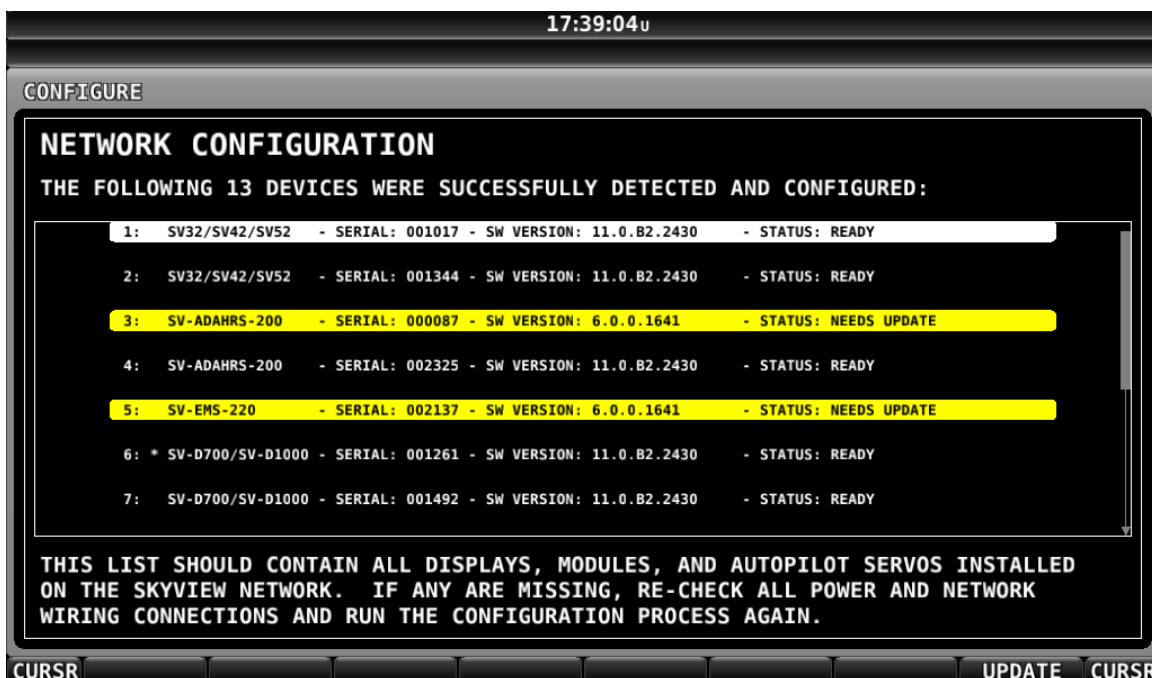 17:39:04U
CONFIGURE
NETWORK CONFIGURATION
THE FOLLOWING 13 DEVICES WERE SUCCESSFULLY DETECTED AND CONFIGURED:
1: SV32/SV42/SV52 - SERIAL: 001017 - SW VERSION: 11.0.B2.2430 - STATUS: READY
2: SV32/SV42/SV52 - SERIAL: 001344 - SW VERSION: 11.0.B2.2430 - STATUS: READY
3: SV-ADAHRS-200 - SERIAL: 000087 - SW VERSION: 6.0.0.1641 - STATUS: NEEDS UPDATE
4: SV-ADAHRS-200 - SERIAL: 002325 - SW VERSION: 11.0.B2.2430 - STATUS: READY
5: SV-EMS-220 - SERIAL: 002137 - SW VERSION: 6.0.0.1641 - STATUS: NEEDS UPDATE
6: * SV-D700/SV-D1000 - SERIAL: 001261 - SW VERSION: 11.0.B2.2430 - STATUS: READY
7: SV-D700/SV-D1000 - SERIAL: 001492 - SW VERSION: 11.0.B2.2430 - STATUS: READY
THIS LIST SHOULD CONTAIN ALL DISPLAYS, MODULES, AND AUTOPILOT SERVOS INSTALLED
ON THE SKYVIEW NETWORK. IF ANY ARE MISSING, RE-CHECK ALL POWER AND NETWORK
WIRING CONNECTIONS AND RUN THE CONFIGURATION PROCESS AGAIN.
CURSR UPDATE CURSR